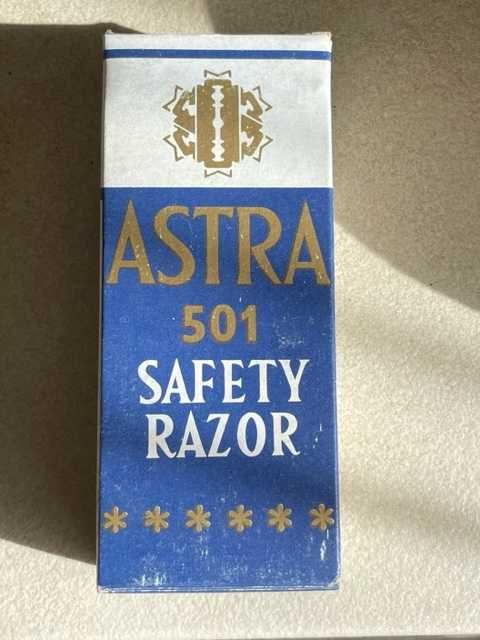 ASTRA
501
SAFETY
RAZOR
******